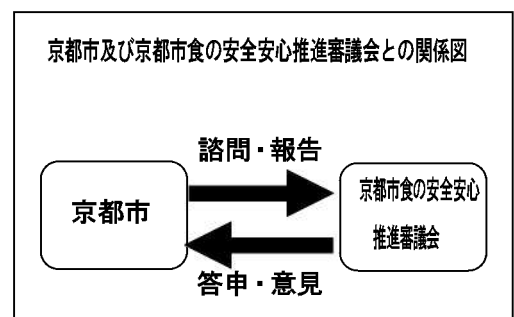 京都市及び京都市食の安全安心推進審議会との関係図
諮問・報告
京都市
京都市食の安全安心
推進審議会
答申・意見